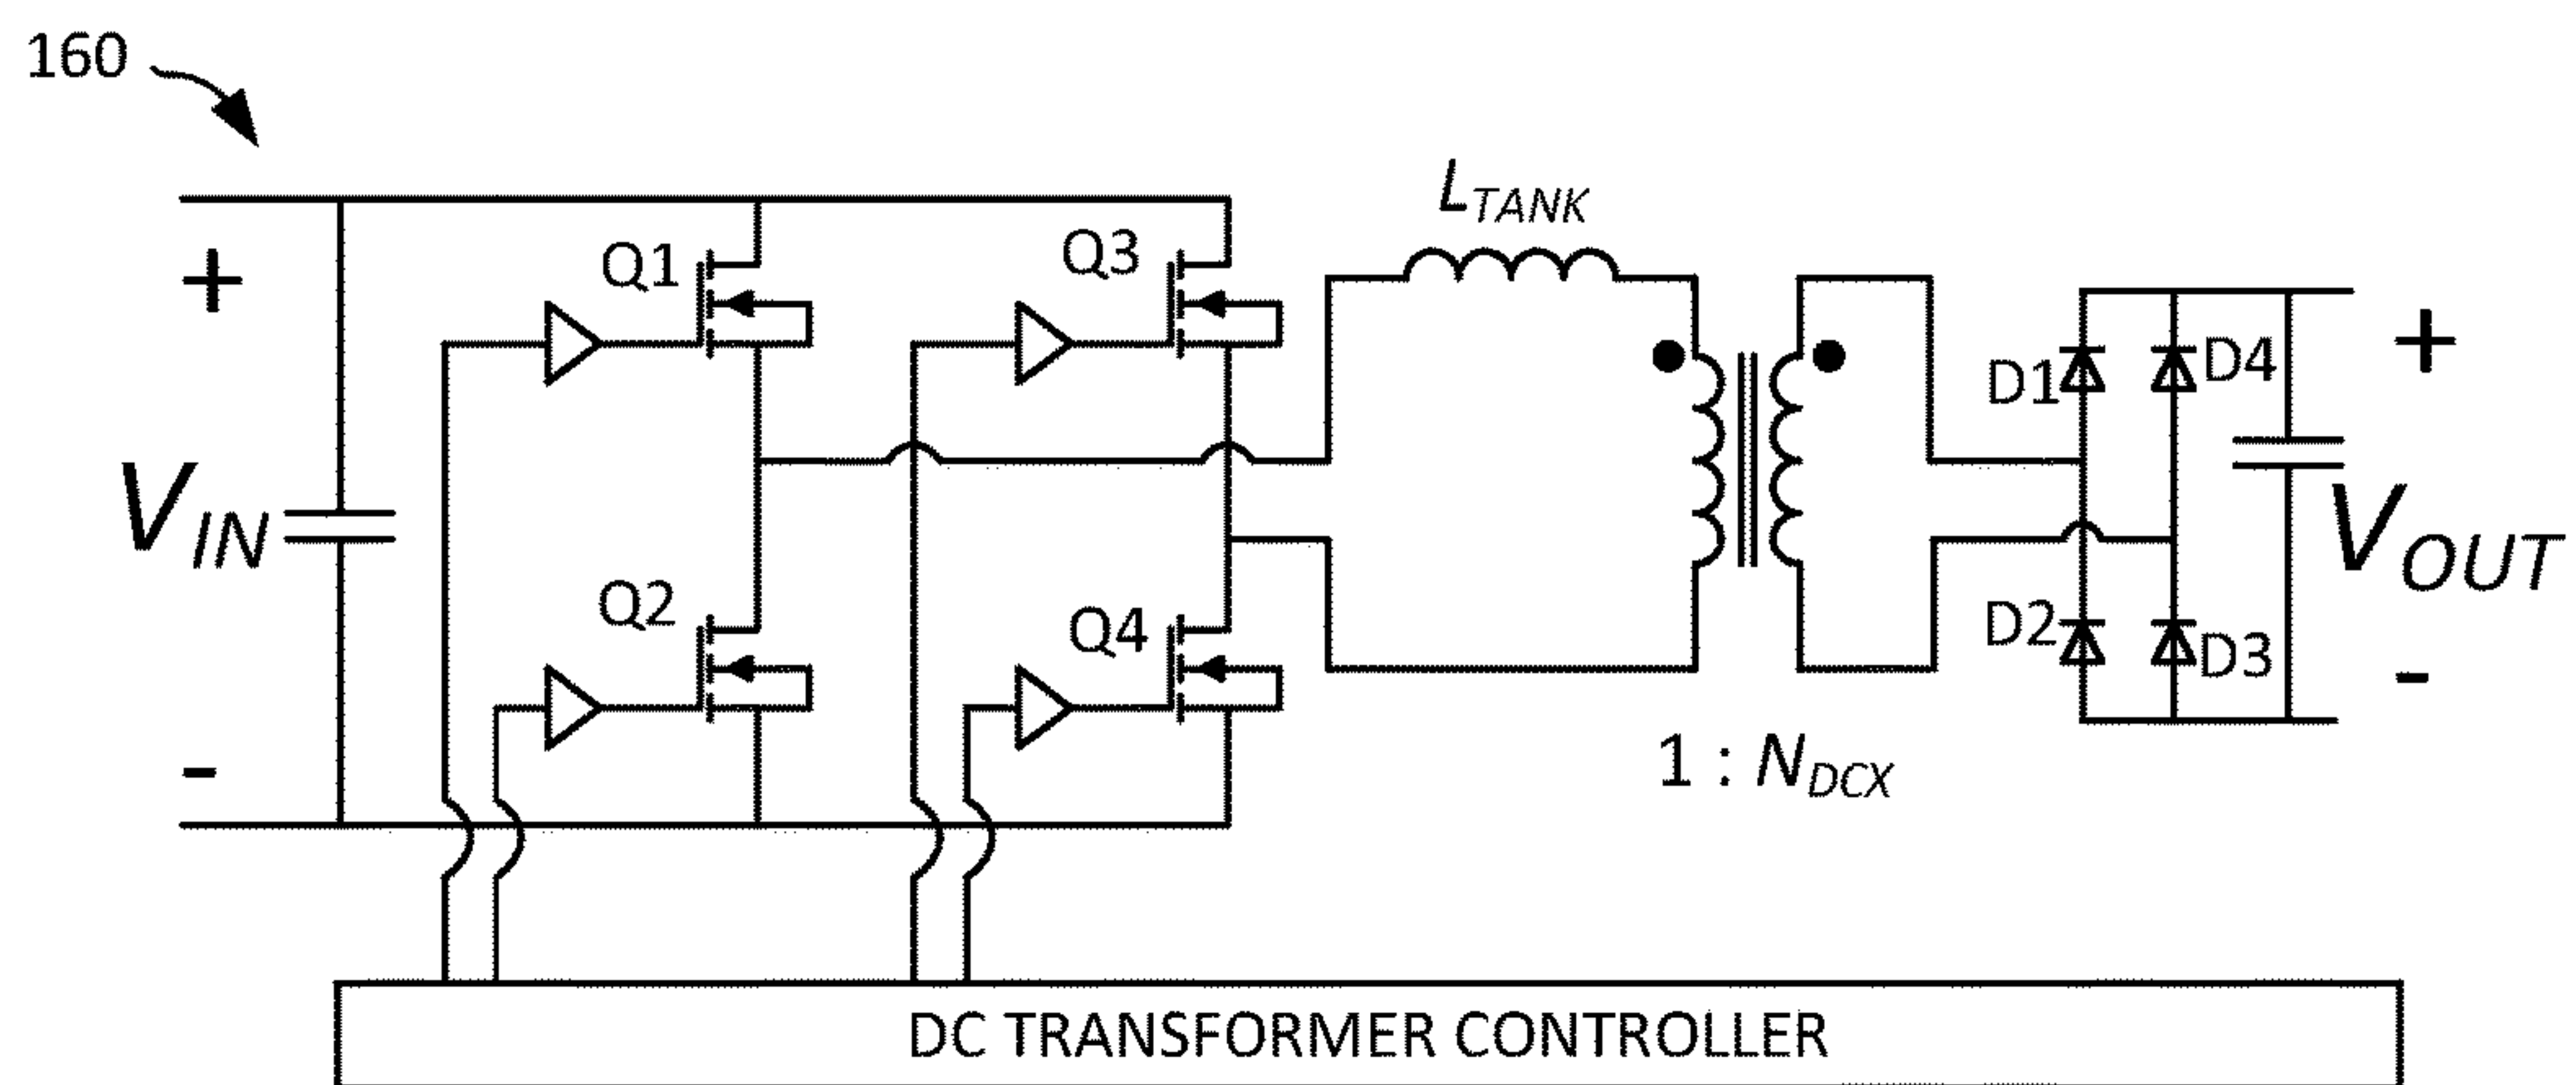 160
L_TANK
Q1
Q3
+
+
D1
D4
V_IN
V_OUT
Q2
Q4
D2
D3
-
-
1 : N_DCX
DC TRANSFORMER CONTROLLER